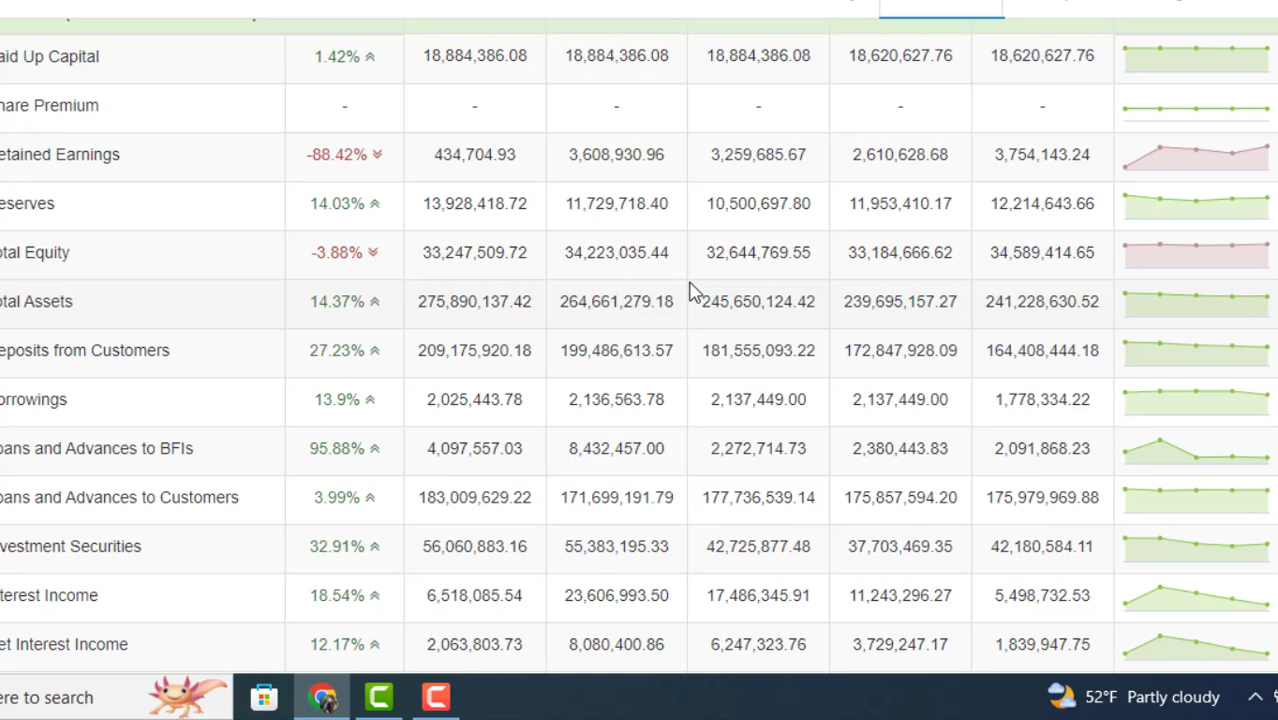 aid Up Capital 1.42% 18,884,386.08 18,884,386.08 18,884,386.08 18,620,627.76 18,620,627.76
hare Premium - - - - - -
etained Earnings -88.42% 434,704.93 3,608,930.96 3,259,685.67 2,610,628.68 3,754,143.24
eserves 14.03% 13,928,418.72 11,729,718.40 10,500,697.80 11,953,410.17 12,214,643.66
otal Equity -3.88% 33,247,509.72 34,223,035.44 32,644,769.55 33,184,666.62 34,589,414.65
otal Assets 14.37% 275,890,137.42 264,661,279.18 245,650,124.42 239,695,157.27 241,228,630.52
eposits from Customers 27.23% 209,175,920.18 199,486,613.57 181,555,093.22 172,847,928.09 164,408,444.18
orrowings 13.9% 2,025,443.78 2,136,563.78 2,137,449.00 2,137,449.00 1,778,334.22
oans and Advances to BFIs 95.88% 4,097,557.03 8,432,457.00 2,272,714.73 2,380,443.83 2,091,868.23
oans and Advances to Customers 3.99% 183,009,629.22 171,699,191.79 177,736,539.14 175,857,594.20 175,979,969.88
vestment Securities 32.91% 56,060,883.16 55,383,195.33 42,725,877.48 37,703,469.35 42,180,584.11
terest Income 18.54% 6,518,085.54 23,606,993.50 17,486,345.91 11,243,296.27 5,498,732.53
et Interest Income 12.17% 2,063,803.73 8,080,400.86 6,247,323.76 3,729,247.17 1,839,947.75
ere to search 52°F Partly cloudy